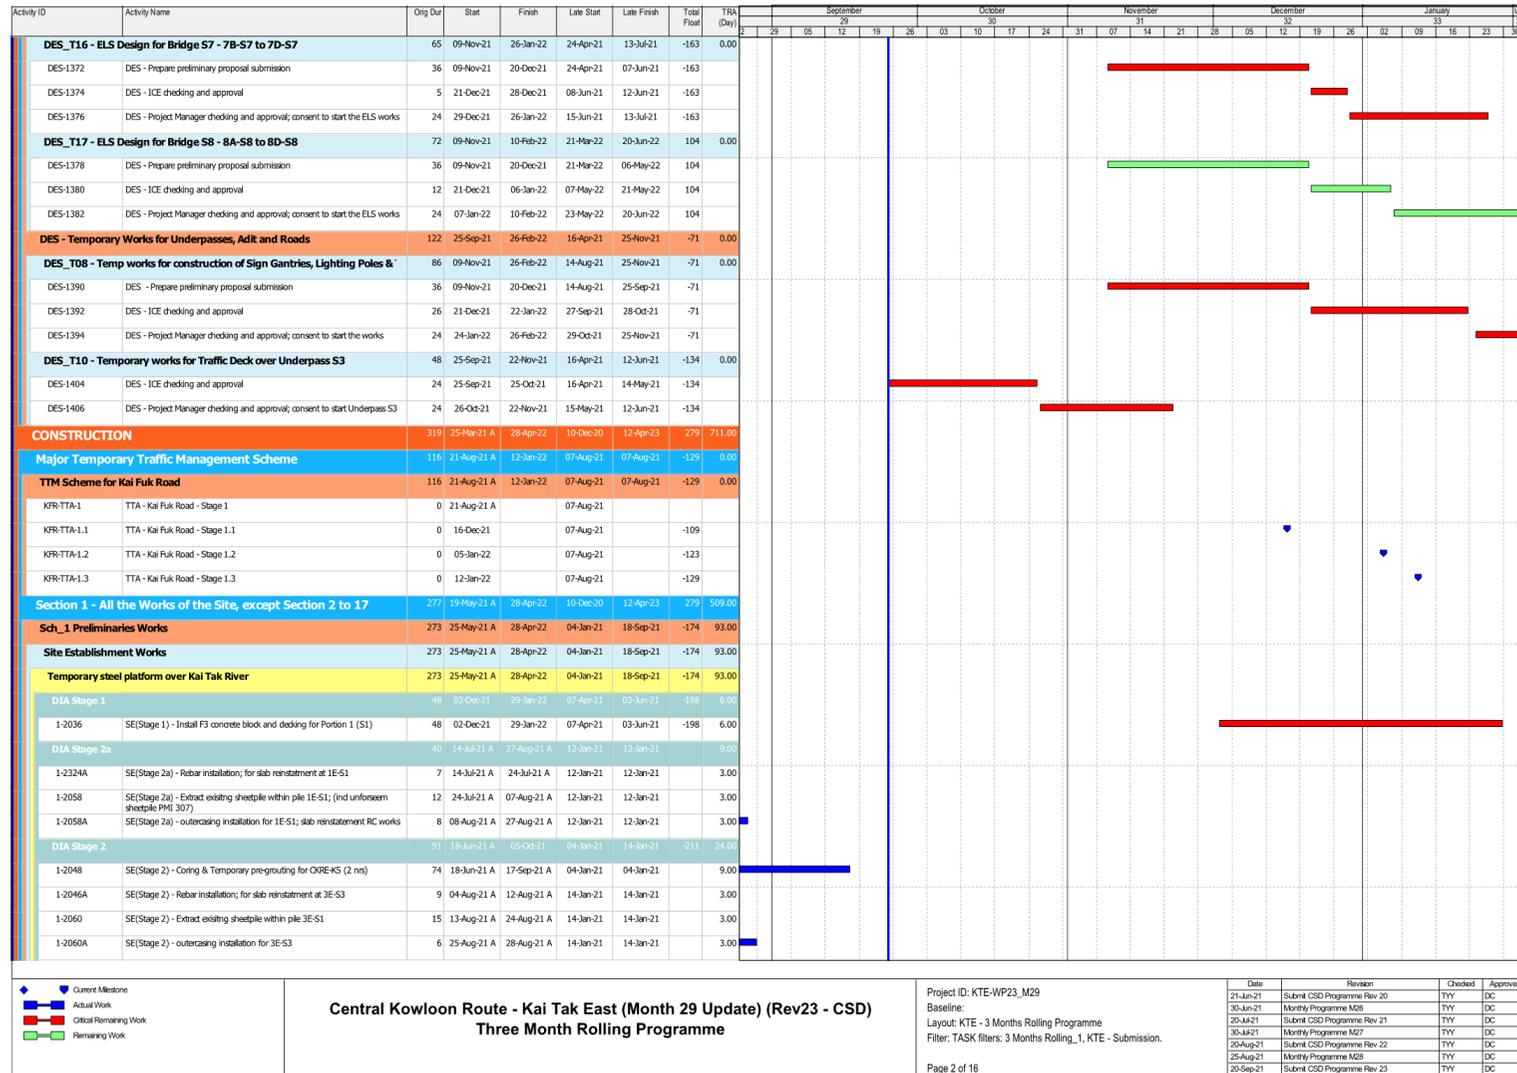 Activity ID Activity Name Orig Dur Start Finish Late Start Late Finish Total Float TRA (Day) September October November December January
29 30 31 32 33
29 05 12 19 26 03 10 17 24 31 07 14 21 28 05 12 19 26 02 09 16 23
DES_T16 - ELS Design for Bridge S7 - 7B-S7 to 7D-S7 65 09-Nov-21 26-Jan-22 24-Apr-21 13-Jul-21 -163 0.00
DES-1372 DES - Prepare preliminary proposal submission 36 09-Nov-21 20-Dec-21 24-Apr-21 07-Jun-21 -163
DES-1374 DES - ICE checking and approval 5 21-Dec-21 28-Dec-21 08-Jun-21 12-Jun-21 -163
DES-1376 DES - Project Manager checking and approval; consent to start the ELS works 24 29-Dec-21 26-Jan-22 15-Jun-21 13-Jul-21 -163
DES_T17 - ELS Design for Bridge S8 - 8A-S8 to 8D-S8 72 09-Nov-21 10-Feb-22 21-Mar-22 20-Jun-22 104 0.00
DES-1378 DES - Prepare preliminary proposal submission 36 09-Nov-21 20-Dec-21 21-Mar-22 06-May-22 104
DES-1380 DES - ICE checking and approval 12 21-Dec-21 06-Jan-22 07-May-22 21-May-22 104
DES-1382 DES - Project Manager checking and approval; consent to start the ELS works 24 07-Jan-22 10-Feb-22 23-May-22 20-Jun-22 104
DES - Temporary Works for Underpasses, Adit and Roads 122 25-Sep-21 26-Feb-22 16-Apr-21 25-Nov-21 -71 0.00
DES_T08 - Temp works for construction of Sign Gantries, Lighting Poles & 86 09-Nov-21 26-Feb-22 14-Aug-21 25-Nov-21 -71 0.00
DES-1390 DES - Prepare preliminary proposal submission 36 09-Nov-21 20-Dec-21 14-Aug-21 25-Sep-21 -71
DES-1392 DES - ICE checking and approval 26 21-Dec-21 22-Jan-22 27-Sep-21 28-Oct-21 -71
DES-1394 DES - Project Manager checking and approval; consent to start the works 24 24-Jan-22 26-Feb-22 29-Oct-21 25-Nov-21 -71
DES_T10 - Temporary works for Traffic Deck over Underpass S3 48 25-Sep-21 22-Nov-21 16-Apr-21 12-Jun-21 -134 0.00
DES-1404 DES - ICE checking and approval 24 25-Sep-21 25-Oct-21 16-Apr-21 14-May-21 -134
DES-1406 DES - Project Manager checking and approval; consent to start Underpass S3 24 26-Oct-21 22-Nov-21 15-May-21 12-Jun-21 -134
CONSTRUCTION 319 25-Mar-21 A 28-Apr-22 10-Dec-20 12-Apr-23 279 711.00
Major Temporary Traffic Management Scheme 116 21-Aug-21 A 12-Jan-22 07-Aug-21 07-Aug-21 -129 0.00
TTM Scheme for Kai Fuk Road 116 21-Aug-21 A 12-Jan-22 07-Aug-21 07-Aug-21 -129 0.00
KFR-TTA-1 TTA - Kai Fuk Road - Stage 1 0 21-Aug-21 A 07-Aug-21
KFR-TTA-1.1 TTA - Kai Fuk Road - Stage 1.1 0 16-Dec-21 07-Aug-21 -109
KFR-TTA-1.2 TTA - Kai Fuk Road - Stage 1.2 0 05-Jan-22 07-Aug-21 -123
KFR-TTA-1.3 TTA - Kai Fuk Road - Stage 1.3 0 12-Jan-22 07-Aug-21 -129
Section 1 - All the Works of the Site, except Section 2 to 17 277 19-May-21 A 28-Apr-22 10-Dec-20 12-Apr-23 279 509.00
Sch_1 Preliminaries Works 273 25-May-21 A 28-Apr-22 04-Jan-21 18-Sep-21 -174 93.00
Site Establishment Works 273 25-May-21 A 28-Apr-22 04-Jan-21 18-Sep-21 -174 93.00
Temporary steel platform over Kai Tak River 273 25-May-21 A 28-Apr-22 04-Jan-21 18-Sep-21 -174 93.00
DIA Stage 1 48 02-Dec-21 29-Jan-22 07-Apr-21 03-Jun-21 -198 6.00
1-2036 SE(Stage 1) - Install F3 concrete block and decking for Portion 1 (S1) 48 02-Dec-21 29-Jan-22 07-Apr-21 03-Jun-21 -198 6.00
DIA Stage 2a 40 14-Jul-21 A 27-Aug-21 A 12-Jan-21 12-Jan-21 9.00
1-2324A SE(Stage 2a) - Rebar installation; for slab reinstatment at 1E-S1 7 14-Jul-21 A 24-Jul-21 A 12-Jan-21 12-Jan-21 3.00
1-2058 SE(Stage 2a) - Extract exisitng sheetpile within pile 1E-S1; (ind unforseem 12 24-Jul-21 A 07-Aug-21 A 12-Jan-21 12-Jan-21 3.00
sheetpile PMI 307)
1-2058A SE(Stage 2a) - outercasing installation for 1E-S1; slab reinstatement RC works 8 08-Aug-21 A 27-Aug-21 A 12-Jan-21 12-Jan-21 3.00
DIA Stage 2 91 18-Jun-21 A 05-Oct-21 04-Jan-21 14-Jan-21 -211 24.00
1-2048 SE(Stage 2) - Coring & Temporary pre-grouting for CKRE-K5 (2 nrs) 74 18-Jun-21 A 17-Sep-21 A 04-Jan-21 04-Jan-21 9.00
1-2046A SE(Stage 2) - Rebar installation; for slab reinstatment at 3E-S3 9 04-Aug-21 A 12-Aug-21 A 14-Jan-21 14-Jan-21 3.00
1-2060 SE(Stage 2) - Extract exisitng sheetpile within pile 3E-S1 15 13-Aug-21 A 24-Aug-21 A 14-Jan-21 14-Jan-21 3.00
1-2060A SE(Stage 2) - outercasing installation for 3E-S3 6 25-Aug-21 A 28-Aug-21 A 14-Jan-21 14-Jan-21 3.00
Current Milestone
Actual Work
Critical Remaining Work
Remaining Work
Central Kowloon Route - Kai Tak East (Month 29 Update) (Rev23 - CSD)
Three Month Rolling Programme
Project ID: KTE-WP23_M29
Baseline:
Layout: KTE - 3 Months Rolling Programme
Filter: TASK filters: 3 Months Rolling_1, KTE - Submission.
Page 2 of 16
Date Revision Checked Approve
21-Jun-21 Submit CSD Programme Rev 20 TYY DC
30-Jun-21 Monthly Programme M26 TYY DC
20-Jul-21 Submit CSD Programme Rev 21 TYY DC
30-Jul-21 Monthly Programme M27 TYY DC
20-Aug-21 Submit CSD Programme Rev 22 TYY DC
25-Aug-21 Monthly Programme M28 TYY DC
20-Sep-21 Submit CSD Programme Rev 23 TYY DC